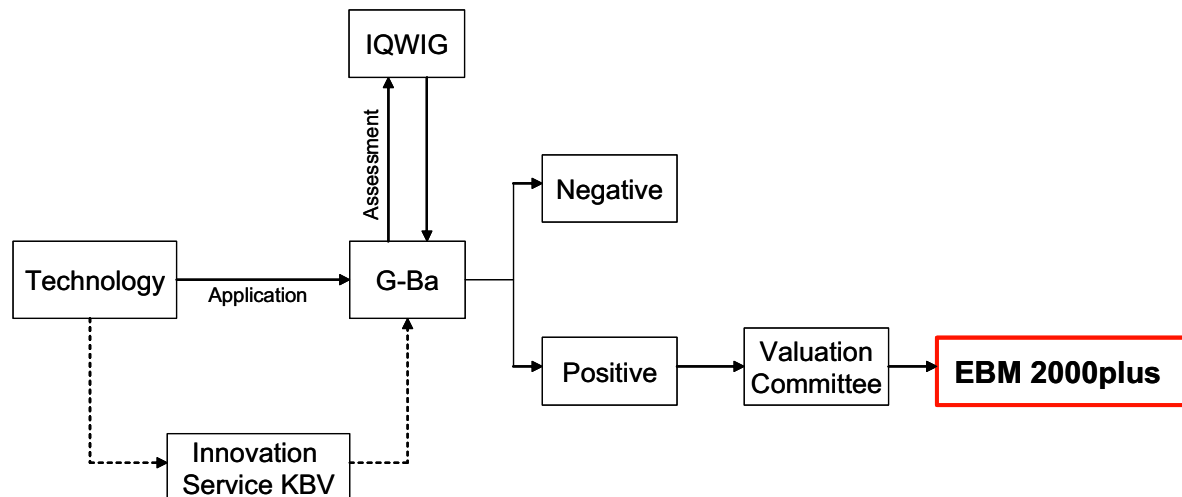 IQWIG
Assessment
Negative
Technology
Application
G-Ba
Positive
Valuation
Committee
EBM 2000plus
Innovation
Service KBV